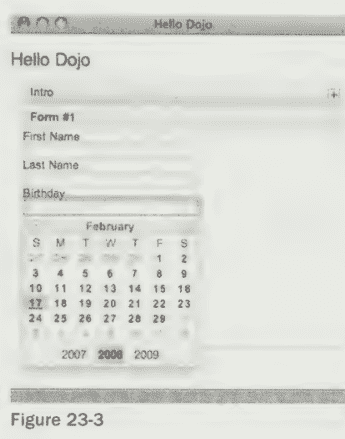 Hello Dojo
Hello Dojo
Intro
Form #1
First Name
Last Name
Birthday
February
S M T W T F S
1 2
3 4 5 6 7 8 9
10 11 12 13 14 15 16
17 18 19 20 21 22 23
24 25 26 27 28 29
2007 2008 2009
Figure 23-3